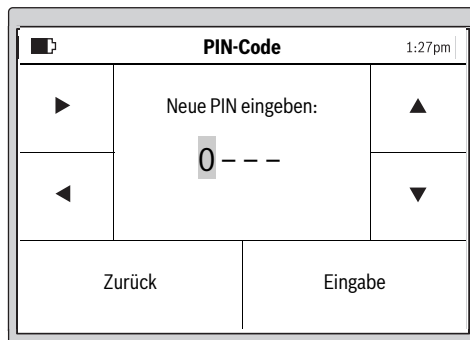 PIN-Code 1:27pm
Neue PIN eingeben:
0– – –
Zurück Eingabe